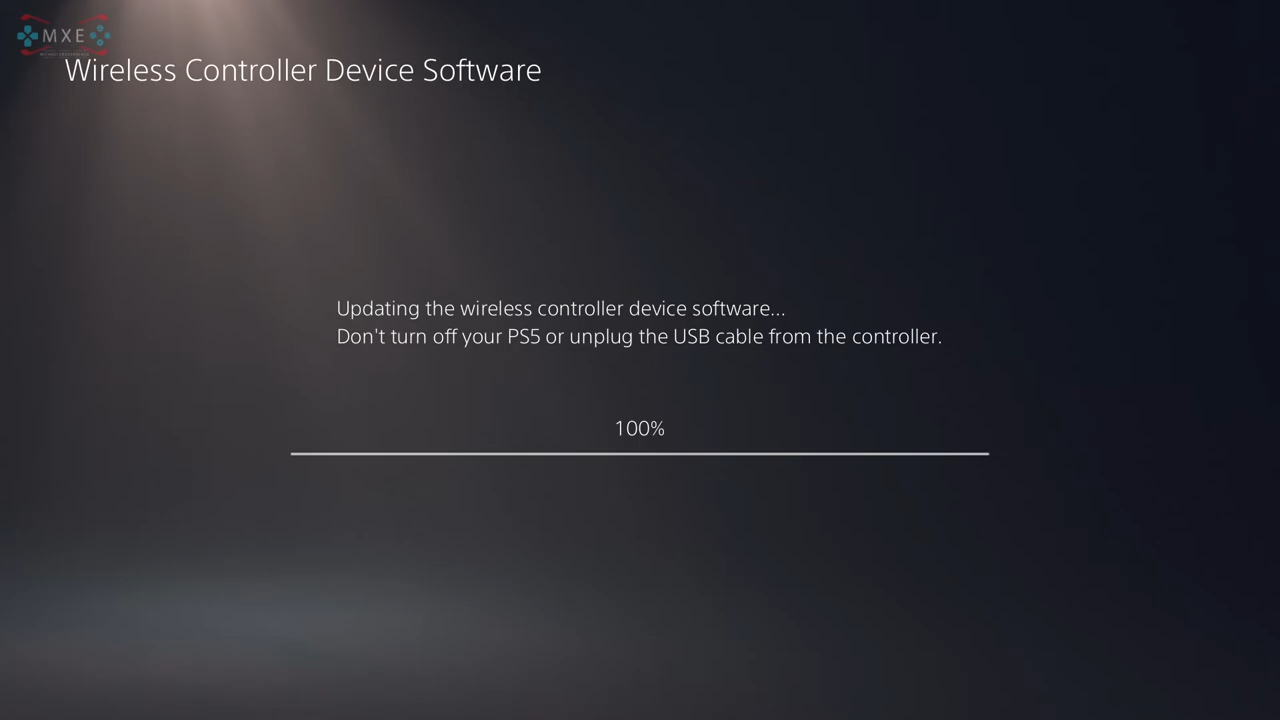 MXE
Wireless Controller Device Software
Updating the wireless controller device software...
Don't turn off your PS5 or unplug the USB cable from the controller.
100%